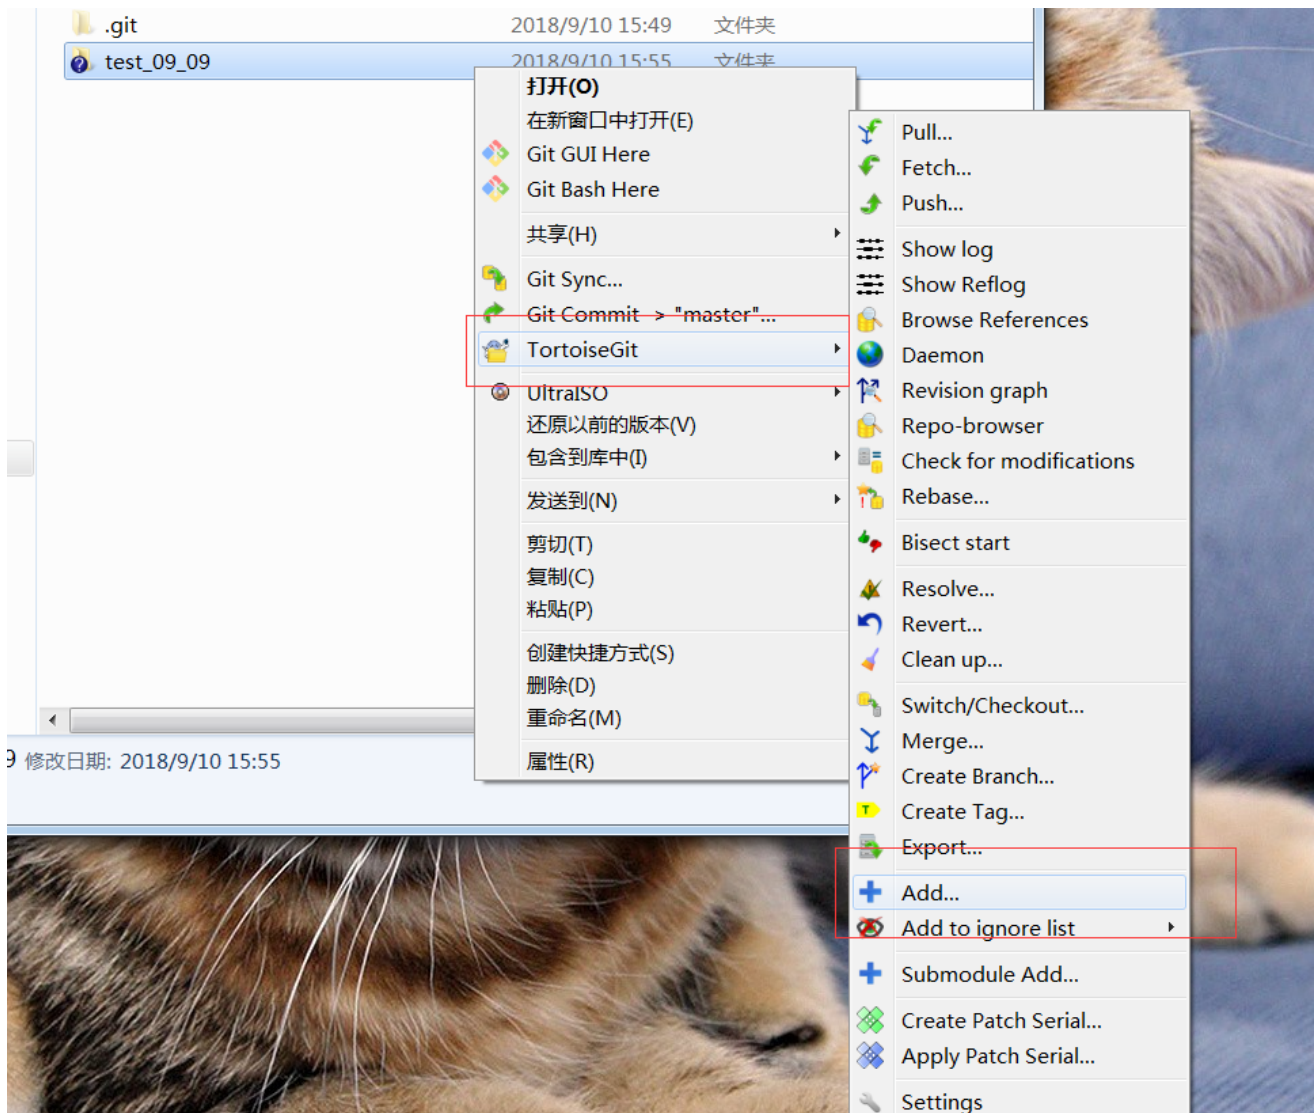 .git 2018/9/10 15:49 文件夹
test_09_09 2018/9/10 15:55 文件夹
打开(O)
在新窗口中打开(E)
Git GUI Here
Git Bash Here
共享(H)
Git Sync...
Git Commit -> "master"...
TortoiseGit
UltraISO
还原以前的版本(V)
包含到库中(I)
发送到(N)
剪切(T)
复制(C)
粘贴(P)
创建快捷方式(S)
删除(D)
重命名(M)
属性(R)
Pull...
Fetch...
Push...
Show log
Show Reflog
Browse References
Daemon
Revision graph
Repo-browser
Check for modifications
Rebase...
Bisect start
Resolve...
Revert...
Clean up...
Switch/Checkout...
Merge...
Create Branch...
Create Tag...
Export...
Add...
Add to ignore list
Submodule Add...
Create Patch Serial...
Apply Patch Serial...
Settings
9 修改日期: 2018/9/10 15:55